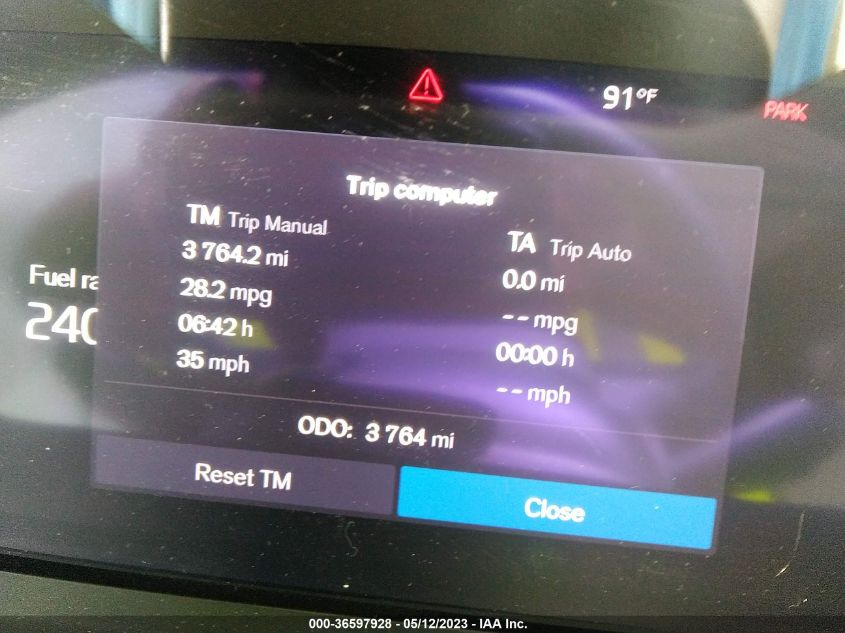 91°F
PARK
Trip computer
TM Trip Manual
3 764.2 mi
28.2 mpg
06:42 h
35 mph
TA Trip Auto
0.0 mi
-- mpg
00:00 h
-- mph
Fuel
240
ODO: 3 764 mi
Reset TM
Close
000-36597928 - 05/12/2023 - IAA Inc.